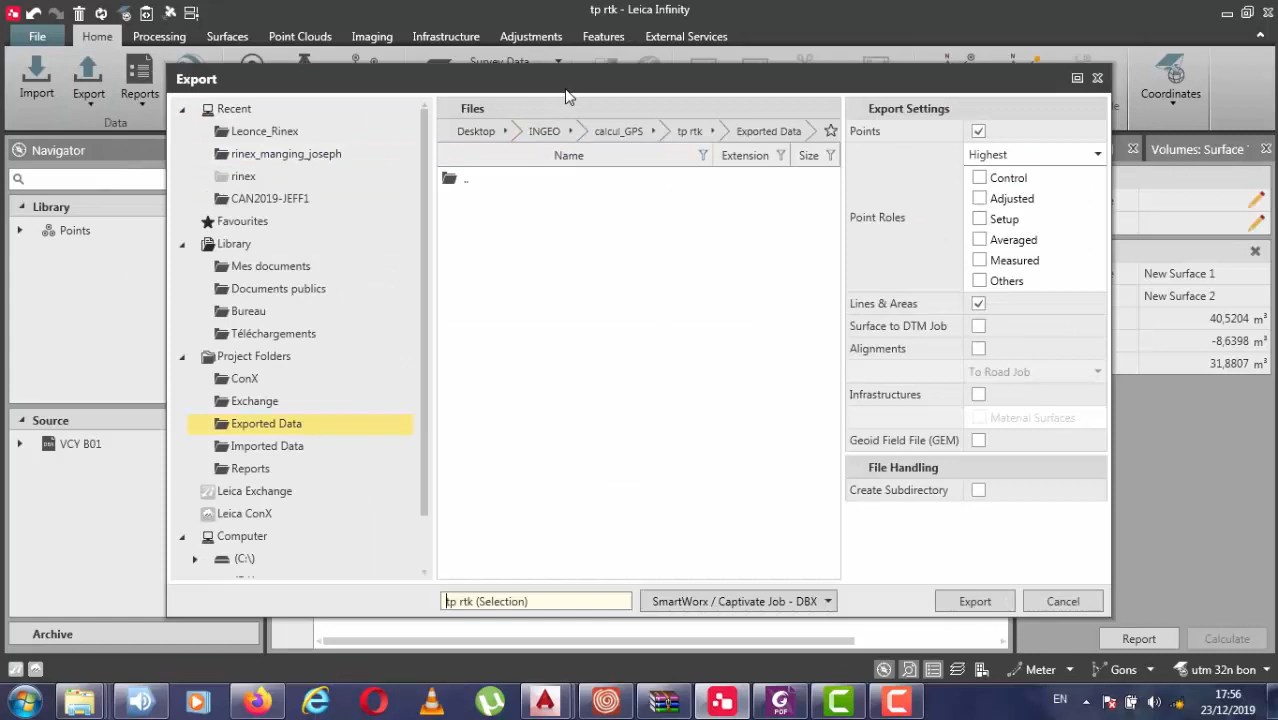 tp rtk - Leica Infinity
File
Home
Processing
Surfaces
Point Clouds
Imaging
Infrastructure
Adjustments
Features
External Services
Import
Export
Reports
Survey Data
Coordinates
Data
Export
Navigator
Library
Points
Source
VCY B01
Archive
Recent
Leonce_Rinex
rinex_manging_joseph
rinex
CAN2019-JEFF1
Favourites
Library
Mes documents
Documents publics
Bureau
Téléchargements
Project Folders
ConX
Exchange
Exported Data
Imported Data
Reports
Leica Exchange
Leica ConX
Computer
(C:\)
Files
Desktop INGEO calcul_GPS tp rtk Exported Data
Name Extension Size
..
tp rtk (Selection)
SmartWorx / Captivate Job - DBX
Export Settings
Points
Highest
Point Roles
Control
Adjusted
Setup
Averaged
Measured
Others
Lines & Areas
Surface to DTM Job
Alignments
To Road Job
Infrastructures
Material Surfaces
Geoid Field File (GEM)
File Handling
Create Subdirectory
Export
Cancel
Volumes: Surface
New Surface 1
New Surface 2
40,5204 m³
-8,6398 m³
31,8807 m³
Report
Calculate
Meter
Gons
utm 32n bon
PDF
EN
17:56
23/12/2019